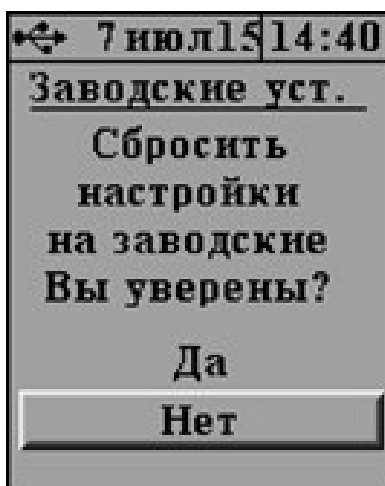 7 июл15 14:40
Заводские уст.
Сбросить
настройки
на заводские
Вы уверены?
Да
Нет